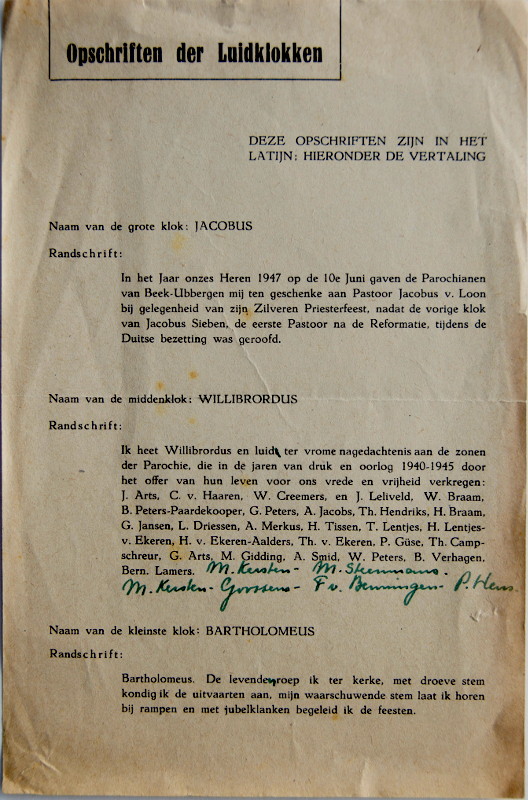 Opschriften der Luidklokken
DEZE OPSCHRIFTEN ZIJN IN HET
LATIJN: HIERONDER DE VERTALING
Naam van de grote klok: JACOBUS
Randschrift:
In het Jaar onzes Heren 1947 op de 10e Juni gaven de Parochianen
van Beek-Ubbergen mij ten geschenke aan Pastoor Jacobus v. Loon
bij gelegenheid van zijn Zilveren Priesterfeest, nadat de vorige klok
van Jacobus Sieben, de eerste Pastoor na de Reformatie, tijdens de
Duitse bezetting was geroofd.
Naam van de middenklok: WILLIBRORDUS
Randschrift:
Ik heet Willibrordus en luid, ter vrome nagedachtenis aan de zonen
der Parochie, die in de jaren van druk en oorlog 1940-1945 door
het offer van hun leven voor ons vrede en vrijheid verkregen:
J. Arts, C. v. Haaren, W. Creemers, en J. Leliveld, W. Braam,
B. Peters-Paardekooper, G. Peters, A. Jacobs, Th. Hendriks, H. Braam,
G. Jansen, L. Driessen, A. Merkus, H. Tissen, T. Lentjes, H. Lentjes-
v. Ekeren, H. v. Ekeren-Aalders, Th. v. Ekeren, P. Güse, Th. Camp-
schreur, G. Arts, M. Gidding, A. Smid, W. Peters, B. Verhagen,
Bern. Lamers. M. Kersten - M. Steenmans.
M. Kersten - Goossens - F v. Benningen - P. Hens
Naam van de kleinste klok: BARTHOLOMEUS
Randschrift:
Bartholomeus. De levenden roep ik ter kerke, met droeve stem
kondig ik de uitvaarten aan, mijn waarschuwende stem laat ik horen
bij rampen en met jubelklanken begeleid ik de feesten.